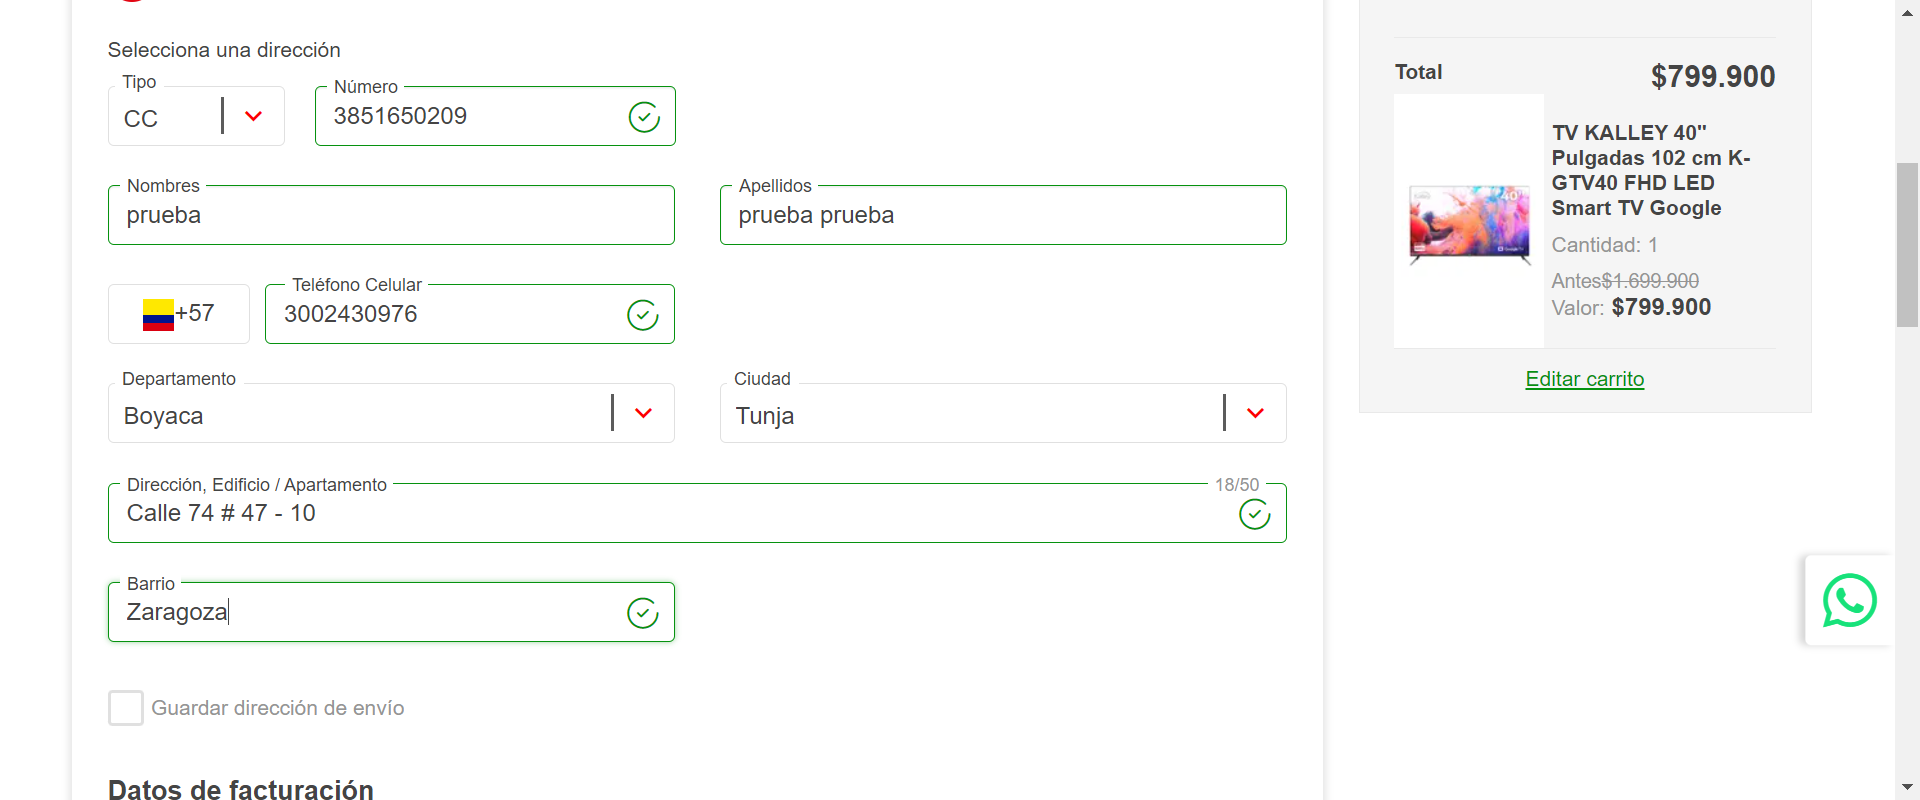 Selecciona una dirección
Tipo
CC
Número
3851650209
Nombres
prueba
Apellidos
prueba prueba
+57
Teléfono Celular
3002430976
Departamento
Boyaca
Ciudad
Tunja
Dirección, Edificio / Apartamento
18/50
Calle 74 # 47 - 10
Barrio
Zaragoza
Guardar dirección de envío
Datos de facturación
Total
$799.900
TV KALLEY 40"
Pulgadas 102 cm K-
GTV40 FHD LED
Smart TV Google
Cantidad: 1
Antes$1.699.900
Valor: $799.900
Editar carrito